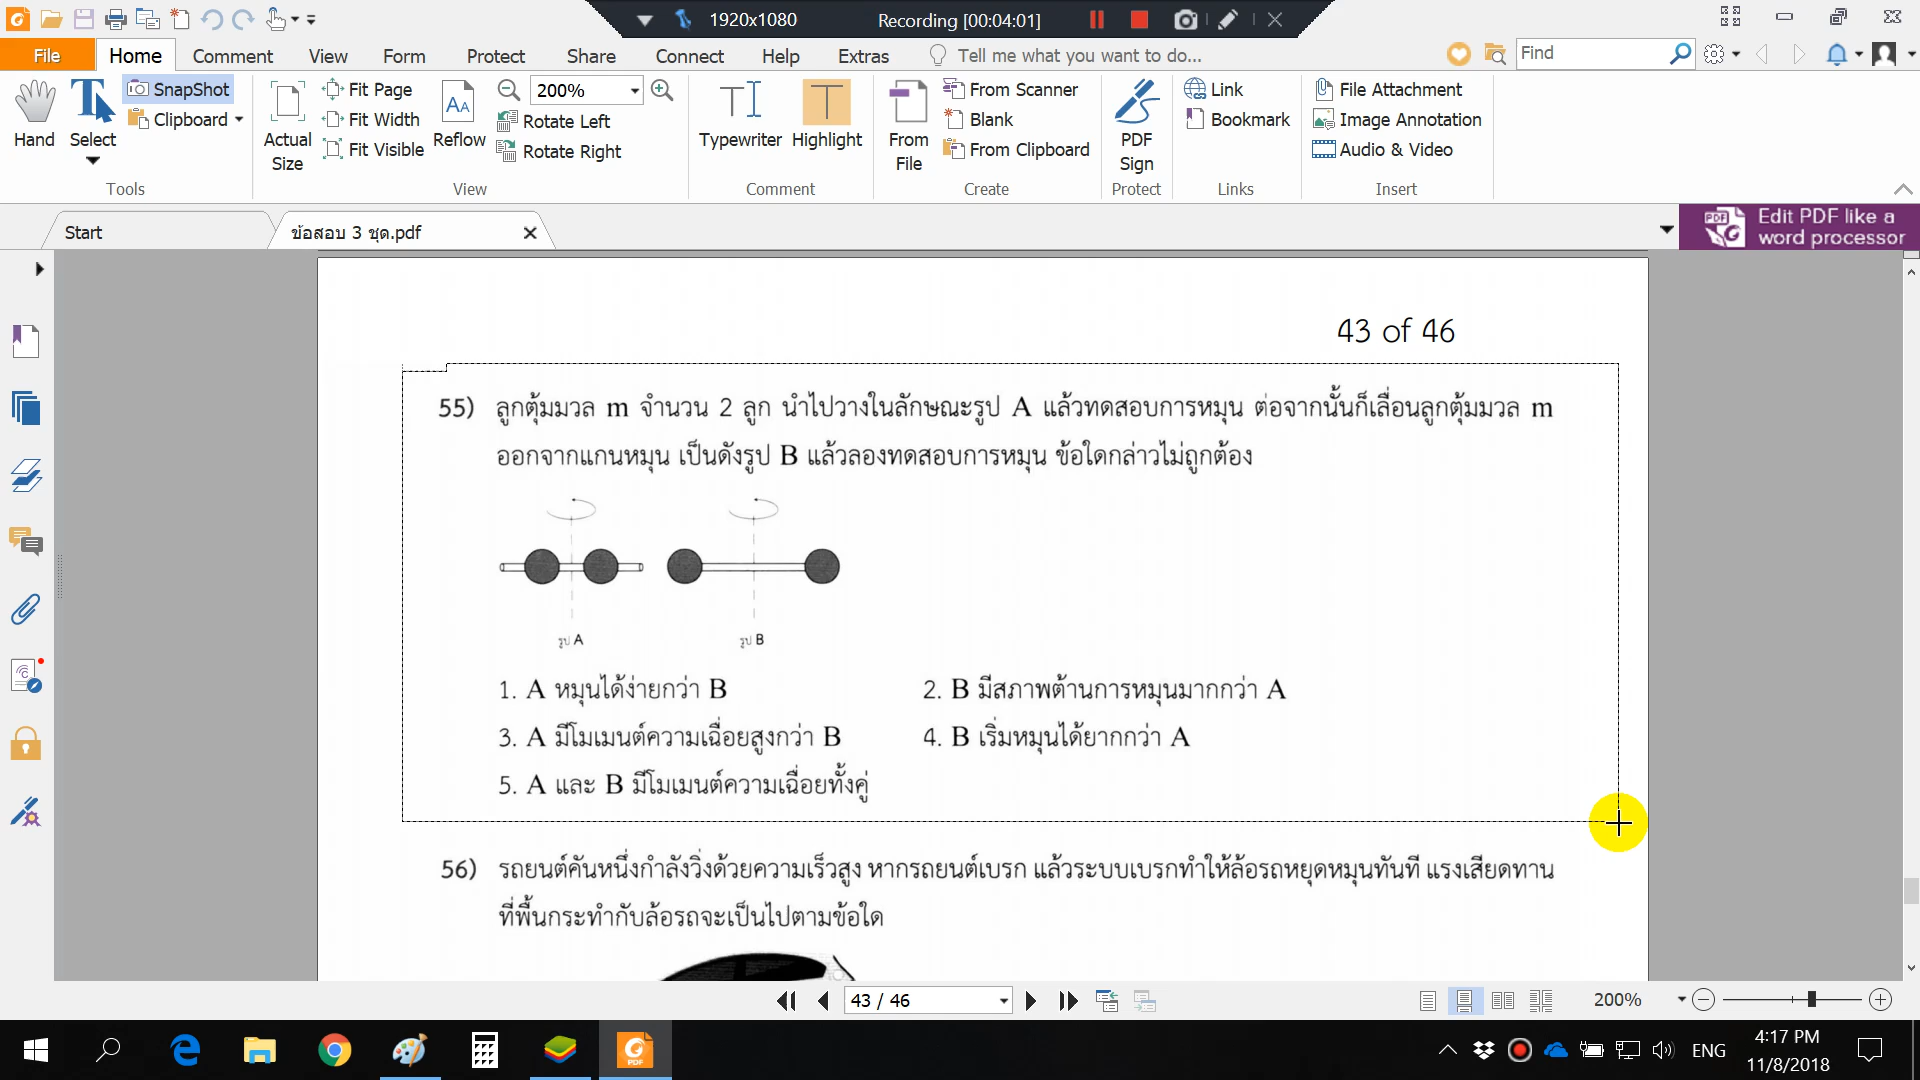 1920x1080
Recording [00:04:01]
File
Home
Comment
View
Form
Protect
Share
Connect
Help
Extras
Tell me what you want to do...
Find
Hand
Select
SnapShot
Clipboard
Tools
Actual Size
Fit Page
Fit Width
Fit Visible
Reflow
200%
Rotate Left
Rotate Right
View
Typewriter
Highlight
Comment
From File
From Scanner
Blank
From Clipboard
Create
PDF Sign
Protect
Link
Bookmark
Links
File Attachment
Image Annotation
Audio & Video
Insert
Start
ข้อสอบ 3 ชุด.pdf
Edit PDF like a
word processor
43 of 46
55) ลูกตุ้มมวล m จำนวน 2 ลูก นำไปวางในลักษณะรูป A แล้วทดสอบการหมุน ต่อจากนั้นก็เลื่อนลูกตุ้มมวล m
ออกจากแกนหมุน เป็นดังรูป B แล้วลองทดสอบการหมุน ข้อใดกล่าวไม่ถูกต้อง
รูป A
รูป B
1. A หมุนได้ง่ายกว่า B
2. B มีสภาพต้านการหมุนมากกว่า A
3. A มีโมเมนต์ความเฉื่อยสูงกว่า B
4. B เริ่มหมุนได้ยากกว่า A
5. A และ B มีโมเมนต์ความเฉื่อยทั้งคู่
56) รถยนต์คันหนึ่งกำลังวิ่งด้วยความเร็วสูง หากรถยนต์เบรก แล้วระบบเบรกทำให้ล้อรถหยุดหมุนทันที แรงเสียดทาน
ที่พื้นกระทำกับล้อรถจะเป็นไปตามข้อใด
43 / 46
200%
ENG
4:17 PM
11/8/2018